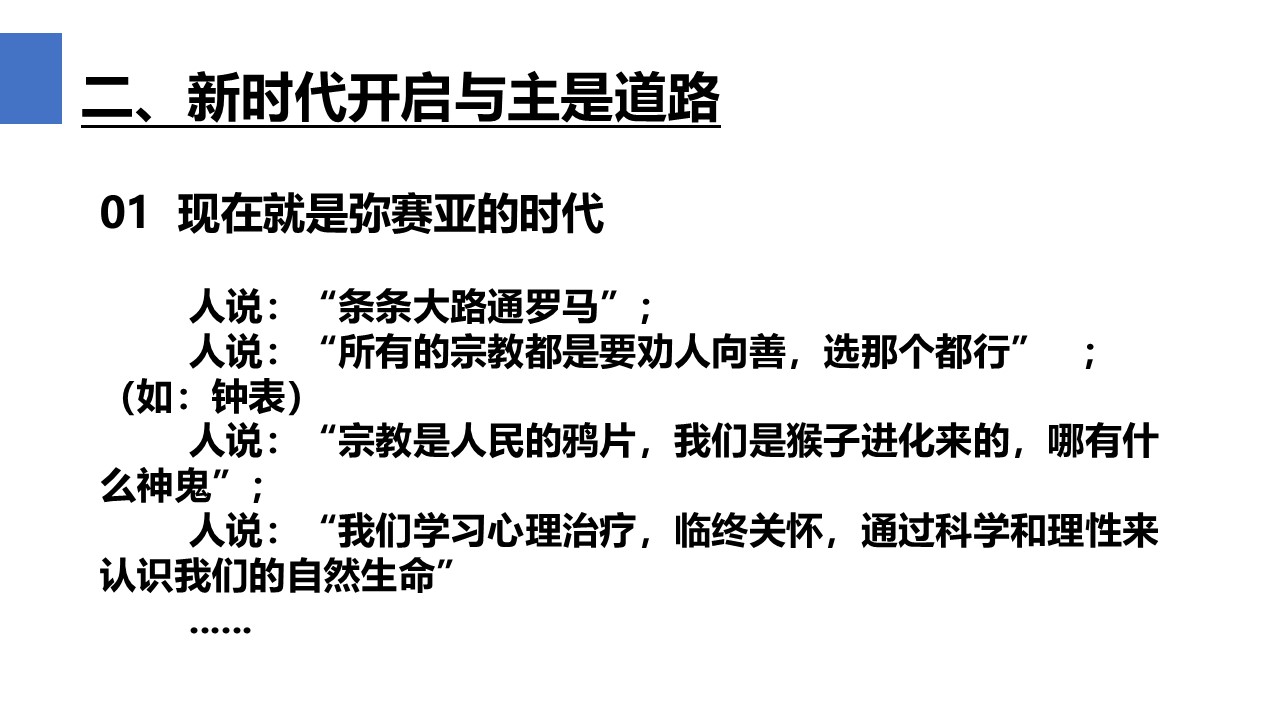 二、新时代开启与主是道路
01 现在就是弥赛亚的时代
人说：“条条大路通罗马”；
人说：“所有的宗教都是要劝人向善，选那个都行” ；
（如：钟表）
人说：“宗教是人民的鸦片，我们是猴子进化来的，哪有什
么神鬼”；
人说：“我们学习心理治疗，临终关怀，通过科学和理性来
认识我们的自然生命”
……